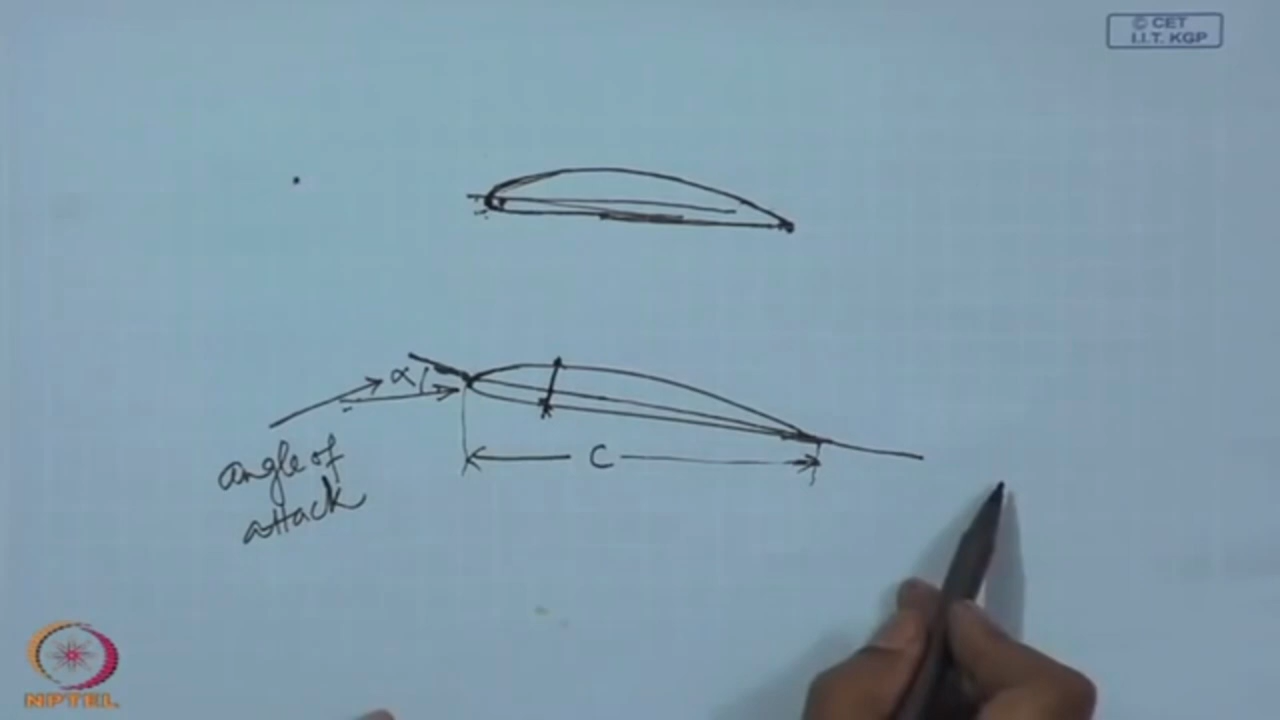 © CET
I.I.T. KGP
α
C
angle of
attack
NPTEL